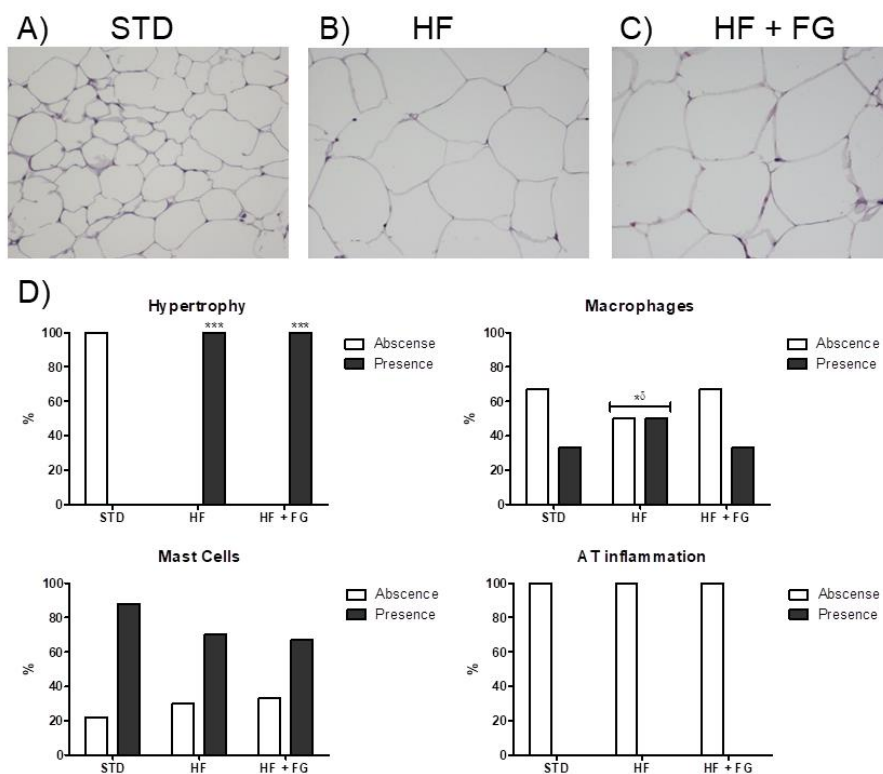 A) STD B) HF C) HF + FG
D)
Hypertrophy
100
80
60
40
20
0
%
*** ***
STD HF HF + FG
Abscense
Presence
Macrophages
100
80
60
40
20
0
%
*δ
STD HF HF + FG
Abscence
Presence
Mast Cells
100
80
60
40
20
0
%
STD HF HF + FG
Abscence
Presence
AT inflammation
100
80
60
40
20
0
%
STD HF HF + FG
Abscense
Presence